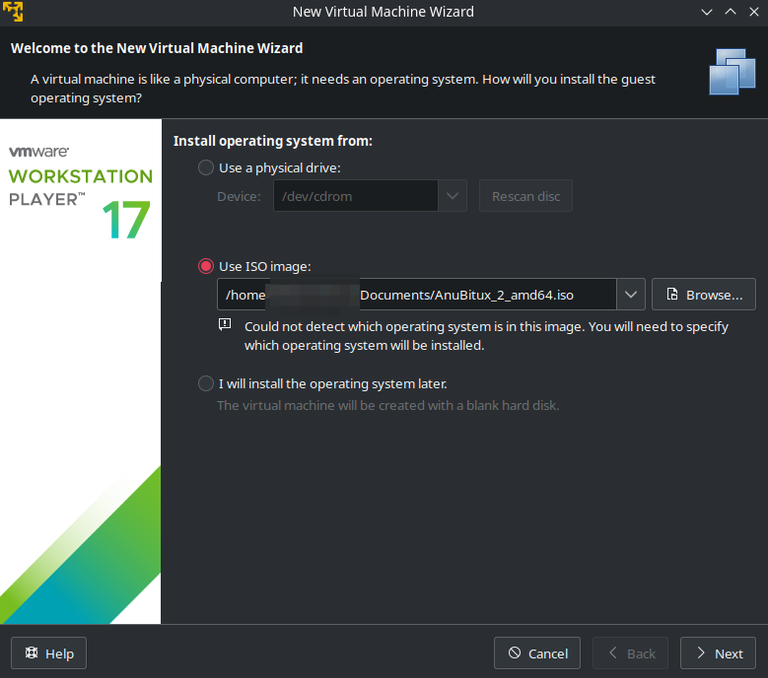 New Virtual Machine Wizard
Welcome to the New Virtual Machine Wizard
A virtual machine is like a physical computer; it needs an operating system. How will you install the guest
operating system?
vmware®
WORKSTATION
PLAYER™
17
Install operating system from:
Use a physical drive:
Device: /dev/cdrom Rescan disc
Use ISO image:
/home Documents/AnuBitux_2_amd64.iso Browse...
Could not detect which operating system is in this image. You will need to specify
which operating system will be installed.
I will install the operating system later.
The virtual machine will be created with a blank hard disk.
Help Cancel Back Next